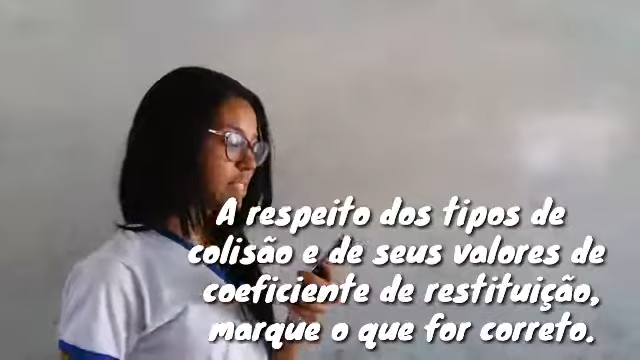 A respeito dos tipos de
colisão e de seus valores de
coeficiente de restituição,
marque o que for correto.